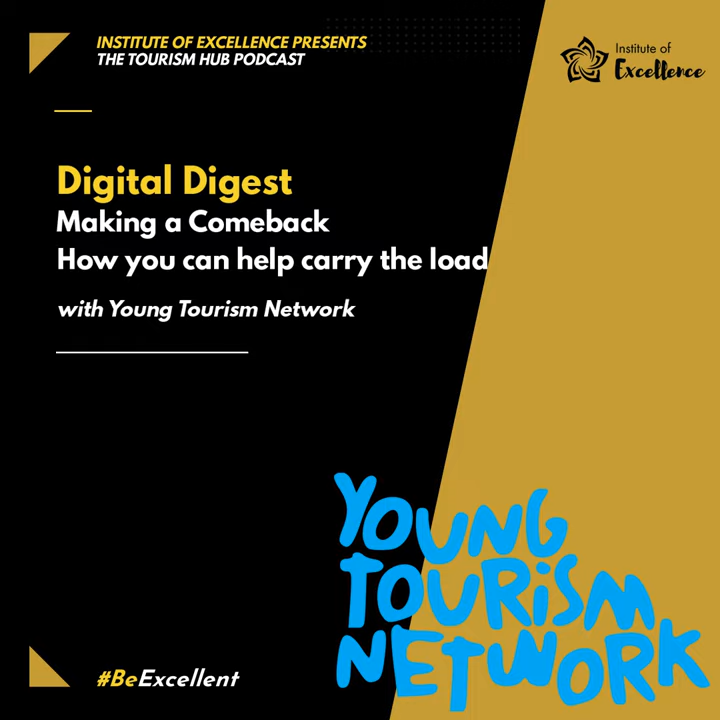 INSTITUTE OF EXCELLENCE PRESENTS
THE TOURISM HUB PODCAST
Institute of
Excellence
Digital Digest
Making a Comeback
How you can help carry the load
with Young Tourism Network
YOUNG
TOURiSM
NETWORK
#BeExcellent